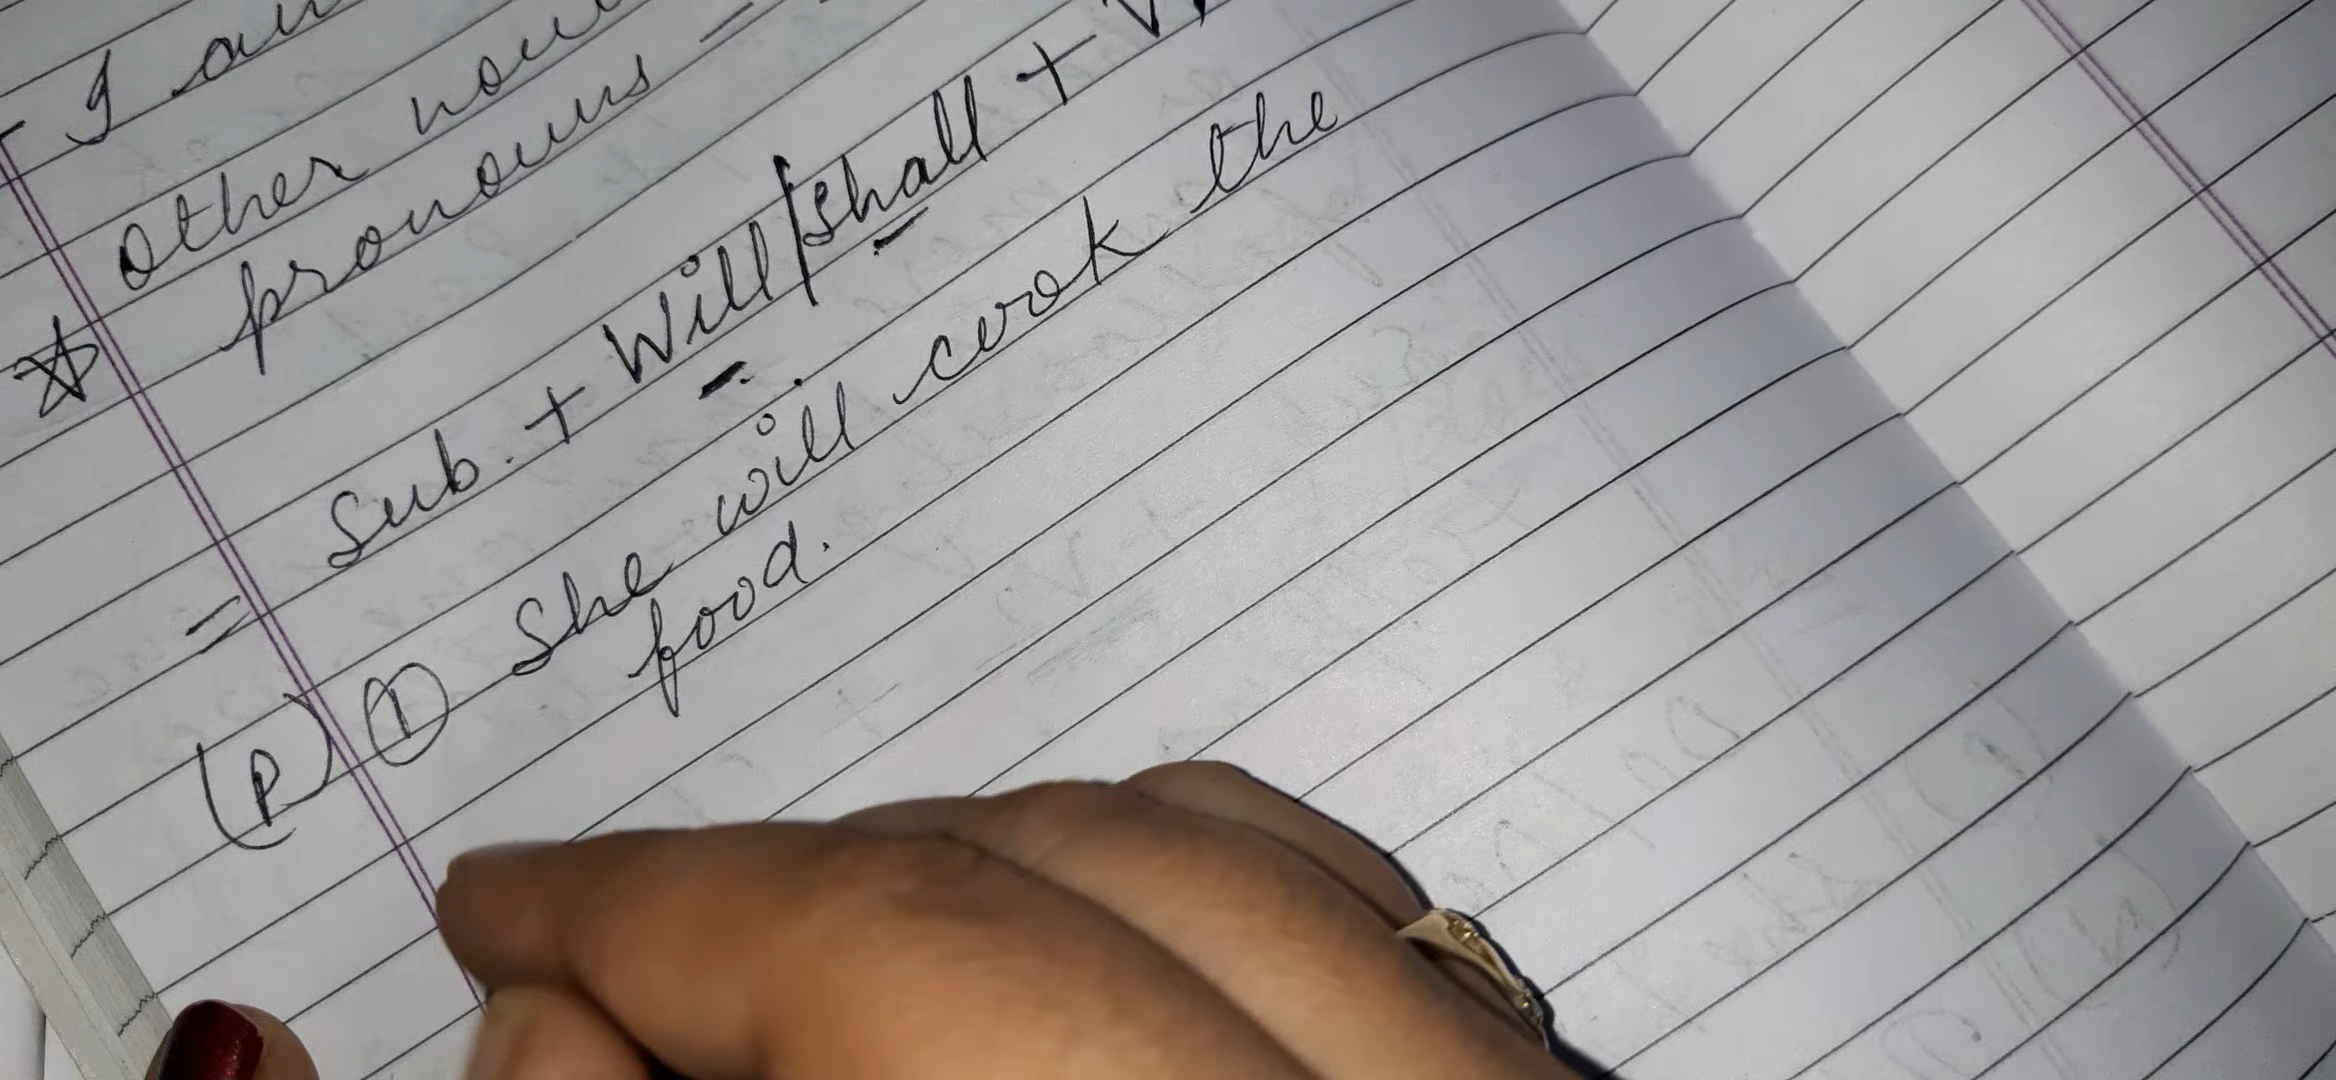 I
other
☆ pronouns -
= Sub. + Will/shall +
(P) ① She will cook the
food.